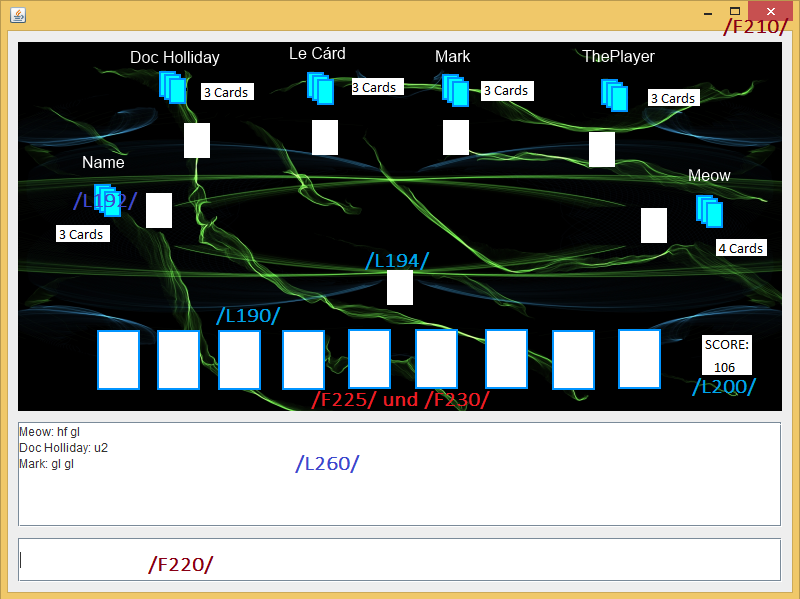 /F210/
Doc Holliday
Le Cárd
Mark
ThePlayer
3 Cards
3 Cards
3 Cards
3 Cards
Name
Meow
/L192/
3 Cards
4 Cards
/L194/
/L190/
SCORE:
106
/L200/
/F225/ und /F230/
Meow: hf gl
Doc Holliday: u2
Mark: gl gl
/L260/
/F220/